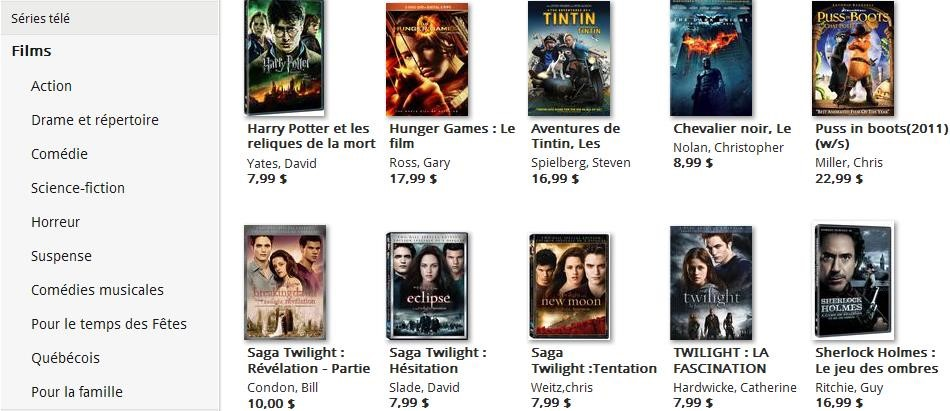 Séries télé
Films
Action
Drame et répertoire
Comédie
Science-fiction
Horreur
Suspense
Comédies musicales
Pour le temps des Fêtes
Québécois
Pour la famille
Harry Potter
HUNGER GAMES
THE ADVENTURES OF
TINTIN
THE DARK KNIGHT
PUSS IN BOOTS
Harry Potter et les
reliques de la mort
Yates, David
7,99 $
Hunger Games : Le
film
Ross, Gary
17,99 $
Aventures de
Tintin, Les
Spielberg, Steven
16,99 $
Chevalier noir, Le
Nolan, Christopher
8,99 $
Puss in boots(2011)
(w/s)
Miller, Chris
22,99 $
breaking dawn
eclipse
new moon
twilight
SHERLOCK
HOLMES
Saga Twilight :
Révélation - Partie
Condon, Bill
10,00 $
Saga Twilight :
Hésitation
Slade, David
7,99 $
Saga
Twilight :Tentation
Weitz,chris
7,99 $
TWILIGHT : LA
FASCINATION
Hardwicke, Catherine
7,99 $
Sherlock Holmes :
Le jeu des ombres
Ritchie, Guy
16,99 $